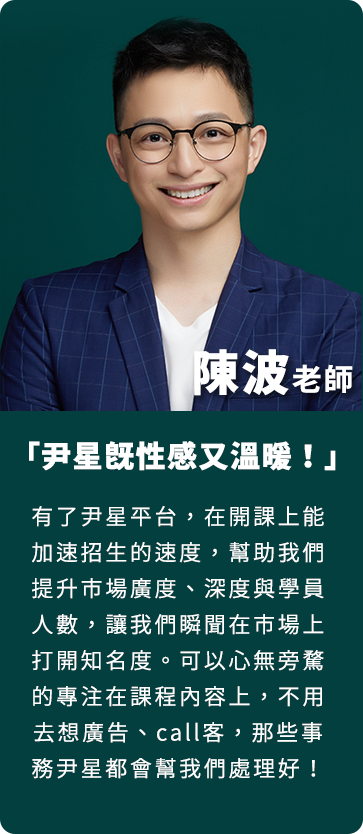 陳波老師
「尹星既性感又溫暖！」
有了尹星平台，在開課上能
加速招生的速度，幫助我們
提升市場廣度、深度與學員
人數，讓我們瞬間在市場上
打開知名度。可以心無旁騖
的專注在課程內容上，不用
去想廣告、call客，那些事
務尹星都會幫我們處理好！